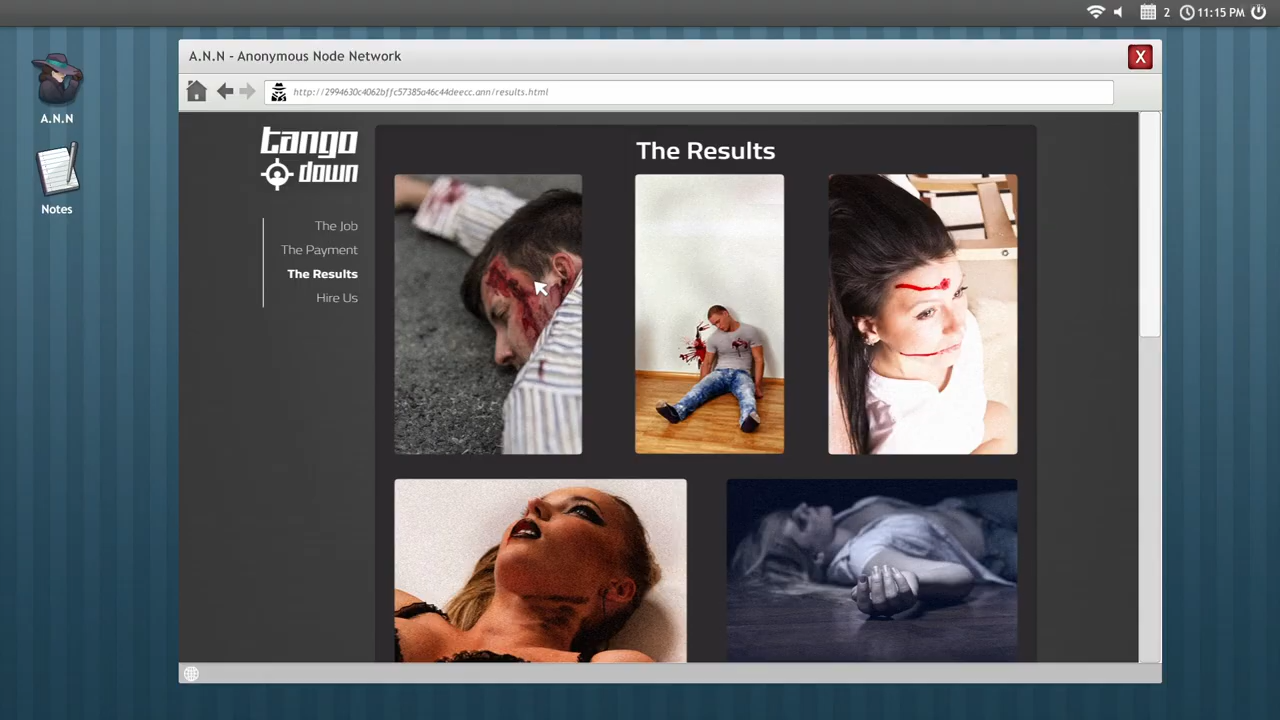 2 11:15 PM
A.N.N - Anonymous Node Network
X
http://2994630c4062bffc57385a46c44deecc.ann/results.html
A.N.N
Notes
tango
down
The Job
The Payment
The Results
Hire Us
The Results